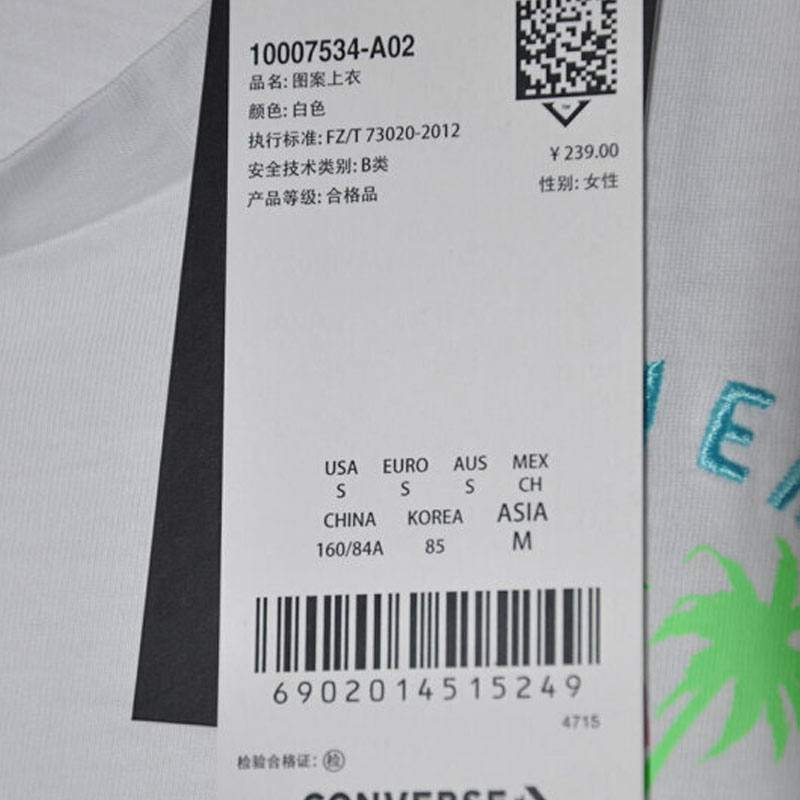 10007534-A02
品名: 图案上衣
颜色: 白色
执行标准: FZ/T 73020-2012
安全技术类别: B类
产品等级: 合格品
TM
¥ 239.00
性别: 女性
USA EURO AUS MEX
S S S CH
CHINA KOREA ASIA
160/84A 85 M
6902014515249
4715
检验合格证: 检
CONVERSE
E